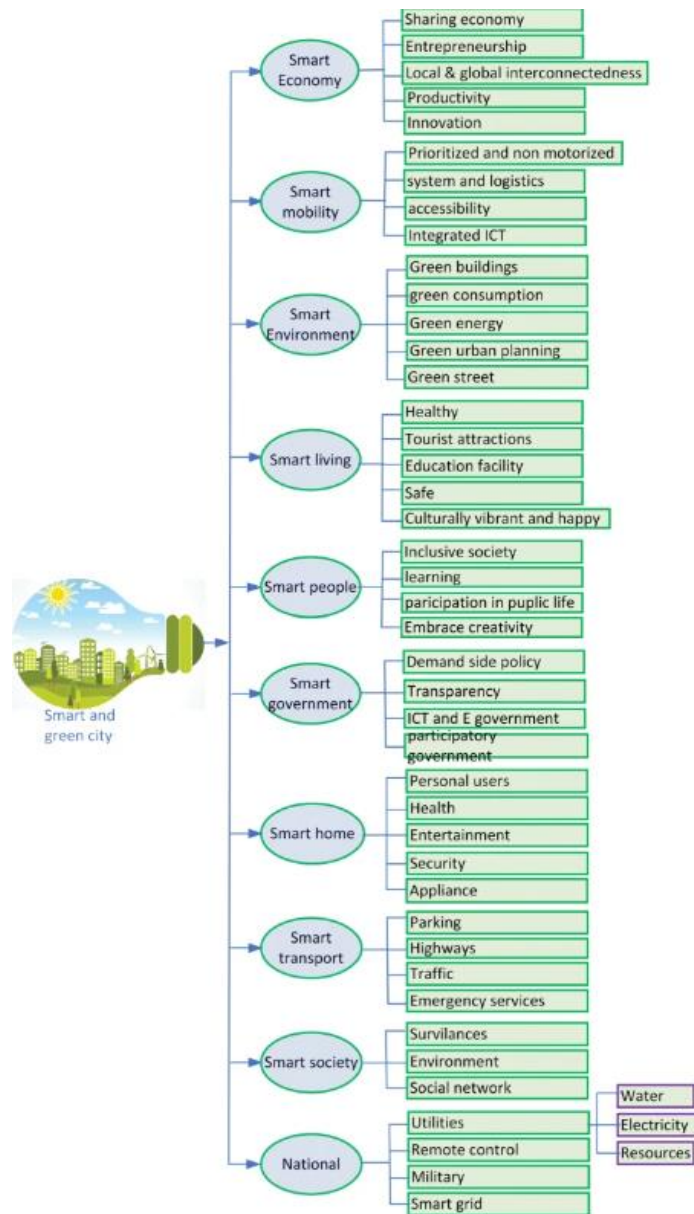 Smart and
green city
Smart
Economy
Sharing economy
Entrepreneurship
Local & global interconnectedness
Productivity
Innovation
Smart
mobility
Prioritized and non motorized
system and logistics
accessibility
Integrated ICT
Smart
Environment
Green buildings
green consumption
Green energy
Green urban planning
Green street
Smart living
Healthy
Tourist attractions
Education facility
Safe
Culturally vibrant and happy
Smart people
Inclusive society
learning
paricipation in puplic life
Embrace creativity
Smart
government
Demand side policy
Transparency
ICT and E government
participatory
government
Smart home
Personal users
Health
Entertainment
Security
Appliance
Smart
transport
Parking
Highways
Traffic
Emergency services
Smart society
Survilances
Environment
Social network
National
Utilities
Remote control
Military
Smart grid
Water
Electricity
Resources